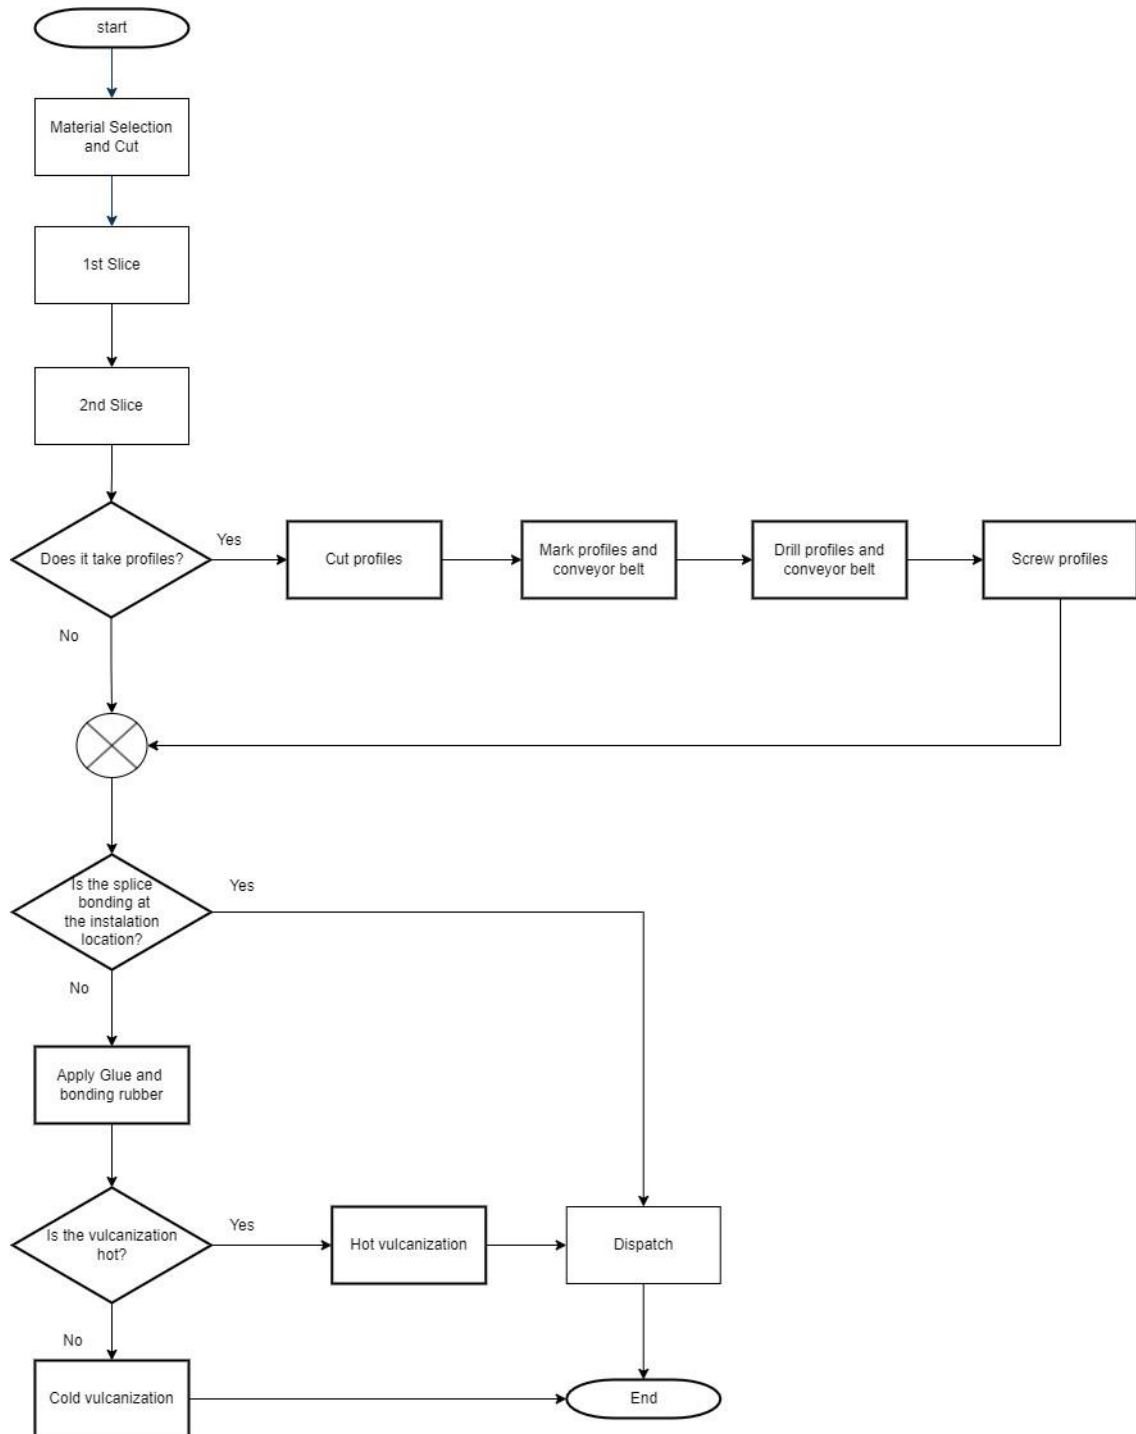 start
Material Selection
and Cut
1st Slice
2nd Slice
Does it take profiles?
Yes
Cut profiles
Mark profiles and
conveyor belt
Drill profiles and
conveyor belt
Screw profiles
No
Is the splice
bonding at
the instalation
location?
Yes
No
Apply Glue and
bonding rubber
Is the vulcanization
hot?
Yes
Hot vulcanization
Dispatch
No
Cold vulcanization
End